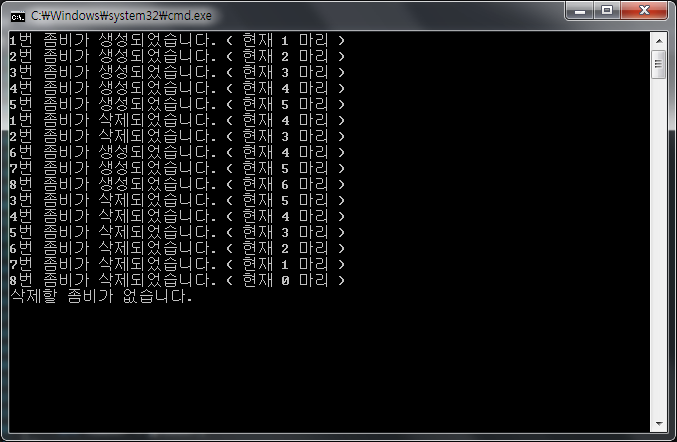 C:₩Windows₩system32₩cmd.exe
1번 좀비가 생성되었습니다. ( 현재 1 마리 )
2번 좀비가 생성되었습니다. ( 현재 2 마리 )
3번 좀비가 생성되었습니다. ( 현재 3 마리 )
4번 좀비가 생성되었습니다. ( 현재 4 마리 )
5번 좀비가 생성되었습니다. ( 현재 5 마리 )
1번 좀비가 삭제되었습니다. ( 현재 4 마리 )
2번 좀비가 삭제되었습니다. ( 현재 3 마리 )
6번 좀비가 생성되었습니다. ( 현재 4 마리 )
7번 좀비가 생성되었습니다. ( 현재 5 마리 )
8번 좀비가 생성되었습니다. ( 현재 6 마리 )
3번 좀비가 삭제되었습니다. ( 현재 5 마리 )
4번 좀비가 삭제되었습니다. ( 현재 4 마리 )
5번 좀비가 삭제되었습니다. ( 현재 3 마리 )
6번 좀비가 삭제되었습니다. ( 현재 2 마리 )
7번 좀비가 삭제되었습니다. ( 현재 1 마리 )
8번 좀비가 삭제되었습니다. ( 현재 0 마리 )
삭제할 좀비가 없습니다.